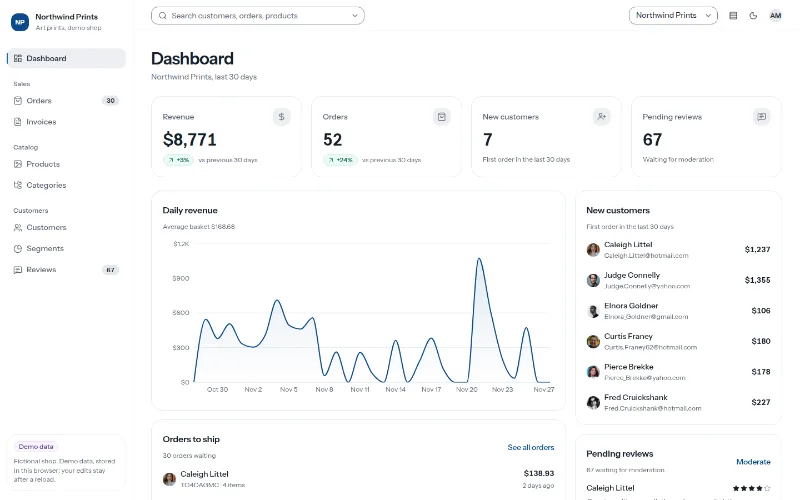 NP
Northwind Prints
Art prints, demo shop
Search customers, orders, products
Northwind Prints
AM
Dashboard
Sales
Orders 30
Invoices
Catalog
Products
Categories
Customers
Customers
Segments
Reviews 67
Demo data
Fictional shop. Demo data, stored
in this browser: your edits stay
after a reload.
Dashboard
Northwind Prints, last 30 days
Revenue
$8,771
+3% vs previous 30 days
Orders
52
+24% vs previous 30 days
New customers
7
First order in the last 30 days
Pending reviews
67
Waiting for moderation
Daily revenue
Average basket $168.68
$1.2K
$900
$600
$300
$0
Oct 30 Nov 2 Nov 5 Nov 8 Nov 11 Nov 14 Nov 17 Nov 20 Nov 23 Nov 27
New customers
First order in the last 30 days
Caleigh Littel
Caleigh.Littel@hotmail.com
$1,237
Judge Connelly
Judge.Connelly@yahoo.com
$1,355
Elnora Goldner
Elnora_Goldner@gmail.com
$106
Curtis Franey
Curtis.Franey62@hotmail.com
$180
Pierce Brekke
Pierce_Brekke@yahoo.com
$178
Fred Cruickshank
Fred.Cruickshank@hotmail.com
$227
Orders to ship
30 orders waiting
See all orders
Caleigh Littel
4 items
$138.93
2 days ago
Pending reviews
67 waiting for moderation
Moderate
Caleigh Littel